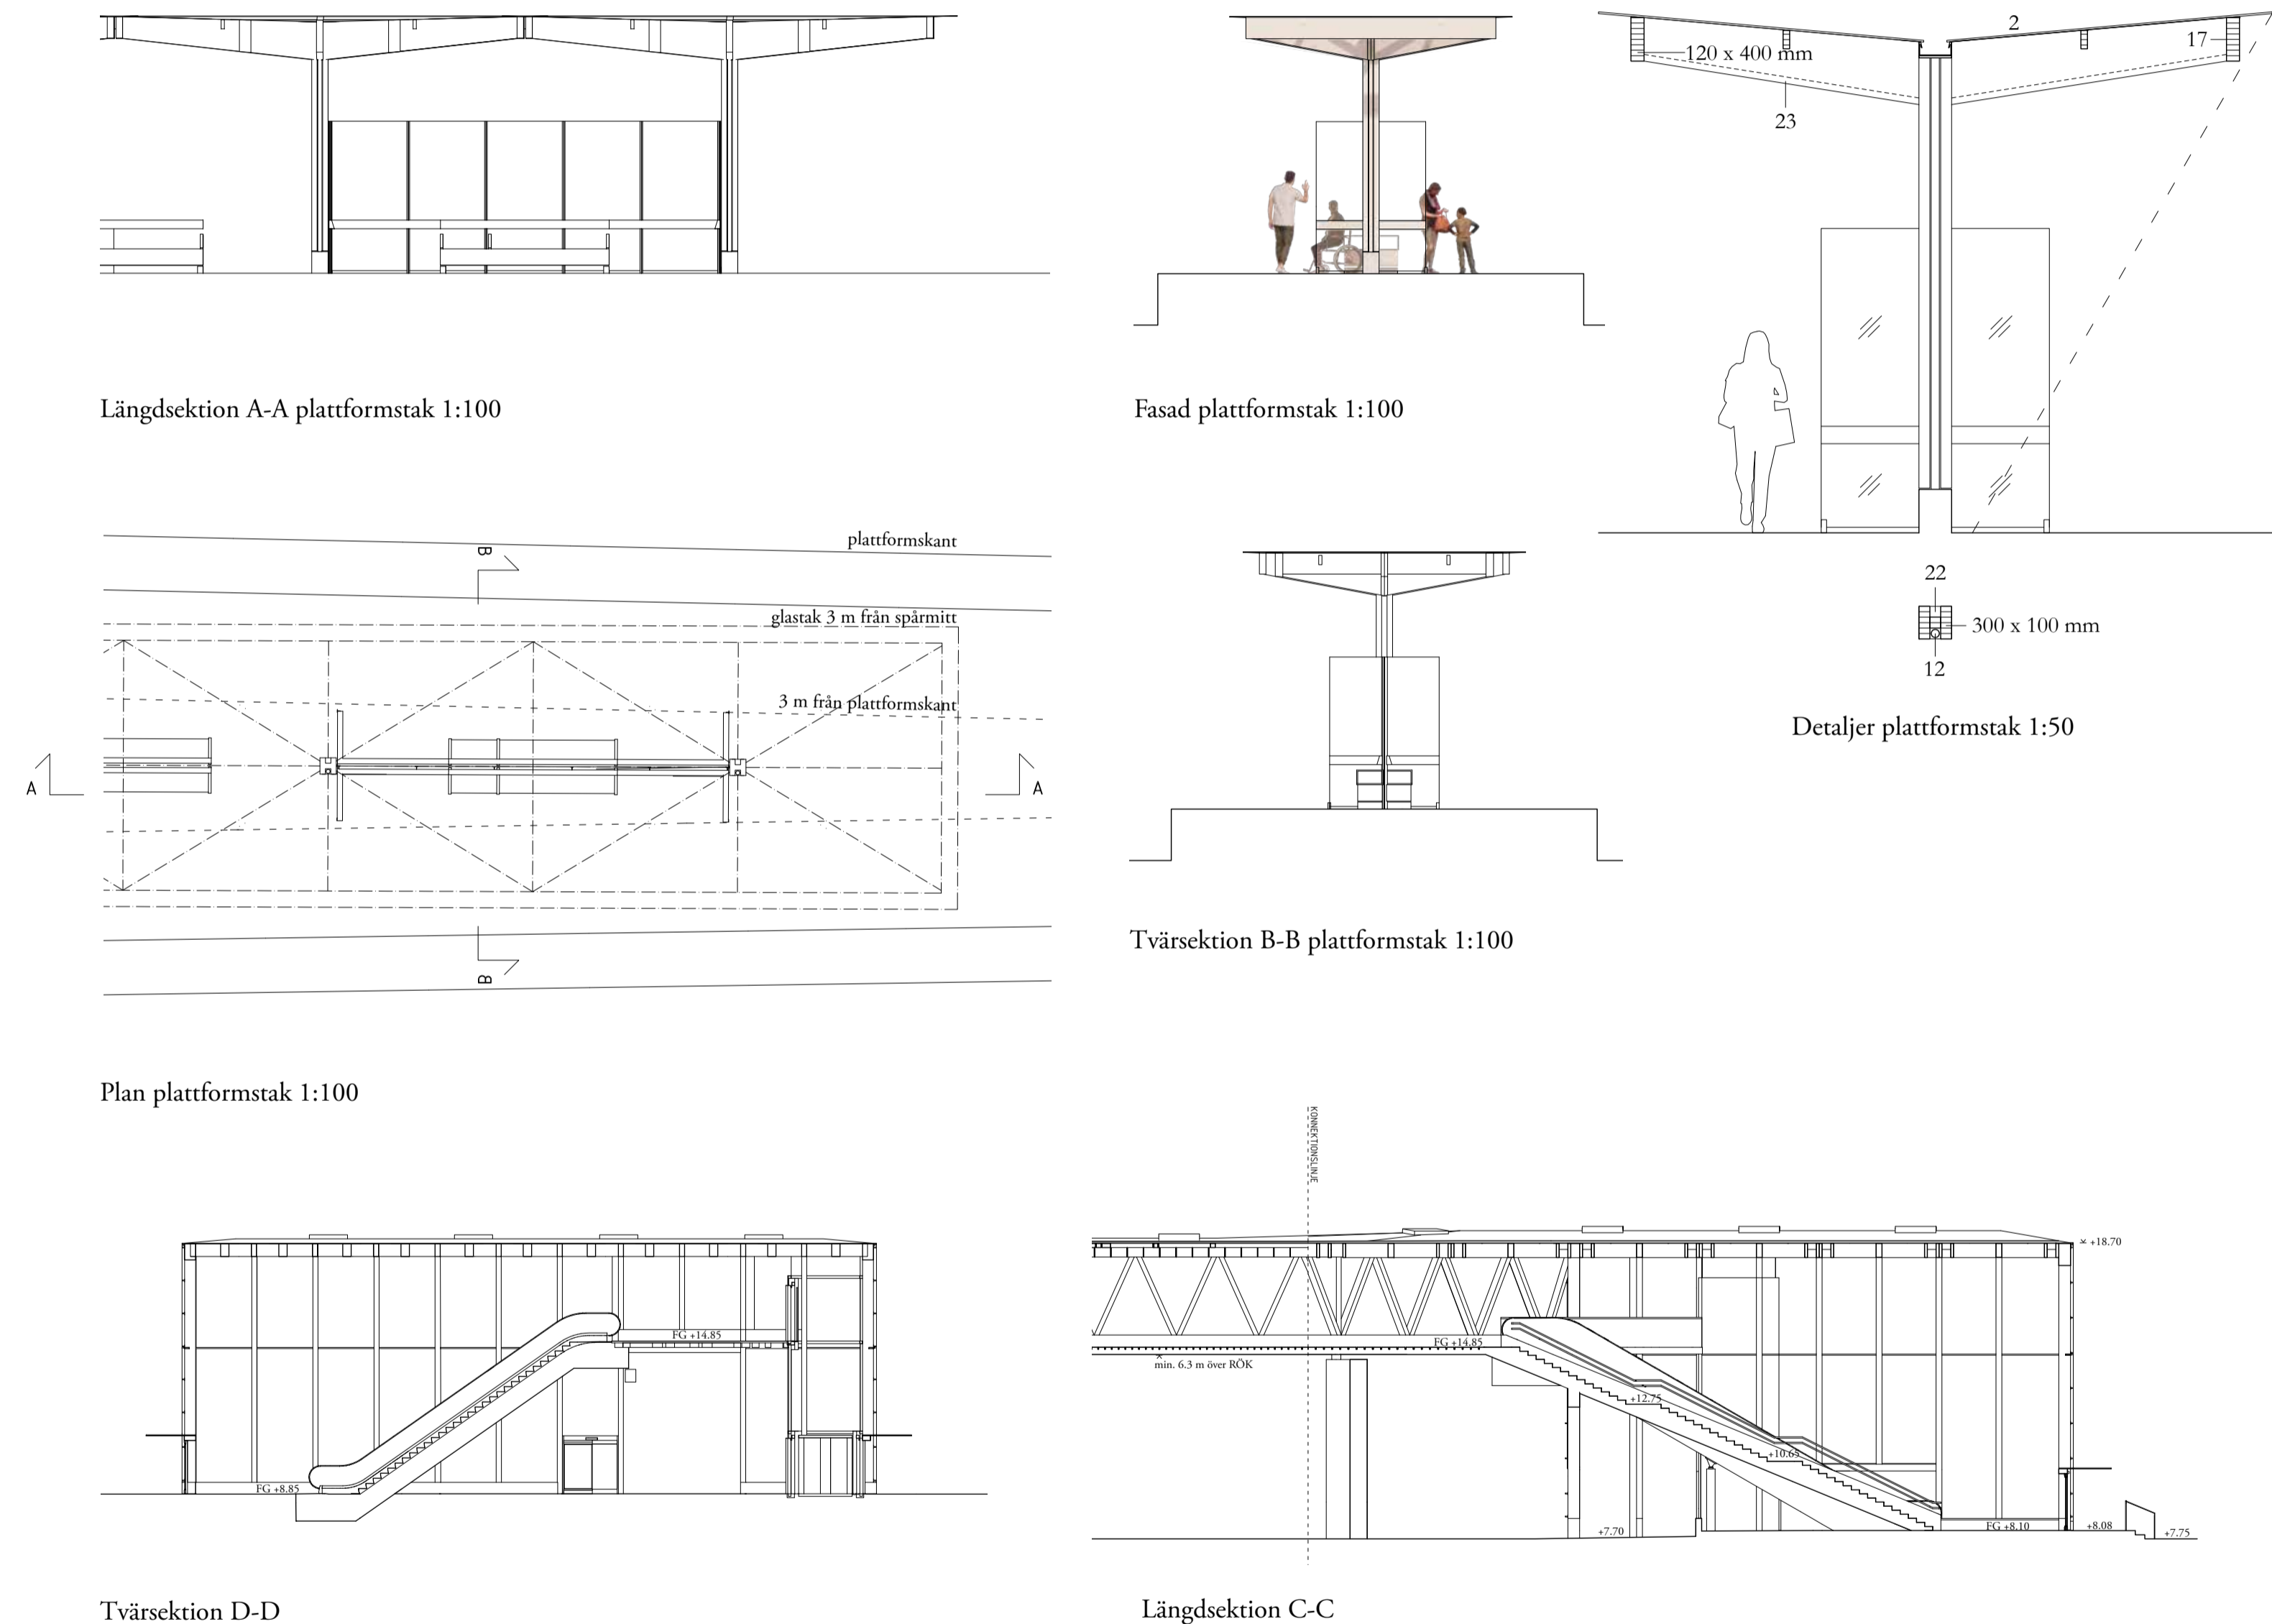 2
17
120 x 400 mm
23
Längdsektion A-A plattformstak 1:100
Fasad plattformstak 1:100
plattformskant
B
glastak 3 m från spårmitt
3 m från plattformskant
A
A
B
22
300 x 100 mm
12
Detaljer plattformstak 1:50
Tvärsektion B-B plattformstak 1:100
Plan plattformstak 1:100
KONNEKTIONSLINJE
+18.70
FG +14.85
FG +8.85
FG +14.85
min. 6.3 m över RÖK
+12.75
+10.65
+7.70
FG +8.10
+8.08
+7.75
Tvärsektion D-D
Längdsektion C-C